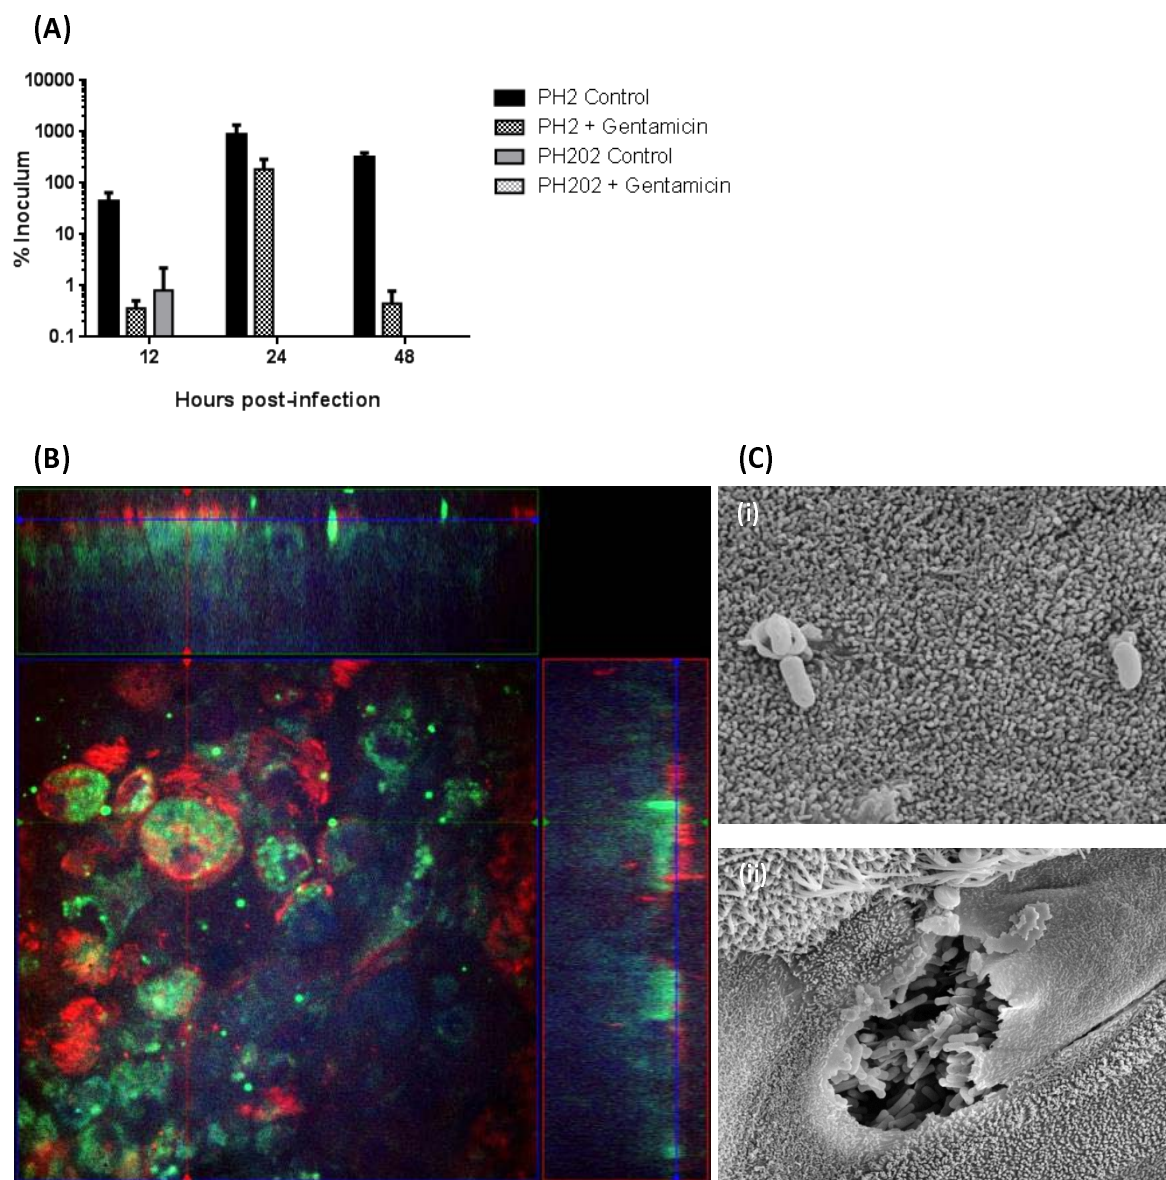 (A)
10000
1000
100
10
1
0.1
% Inoculum
12 24 48
Hours post-infection
PH2 Control
PH2 + Gentamicin
PH202 Control
PH202 + Gentamicin
(B)
(C)
(i)
(ii)